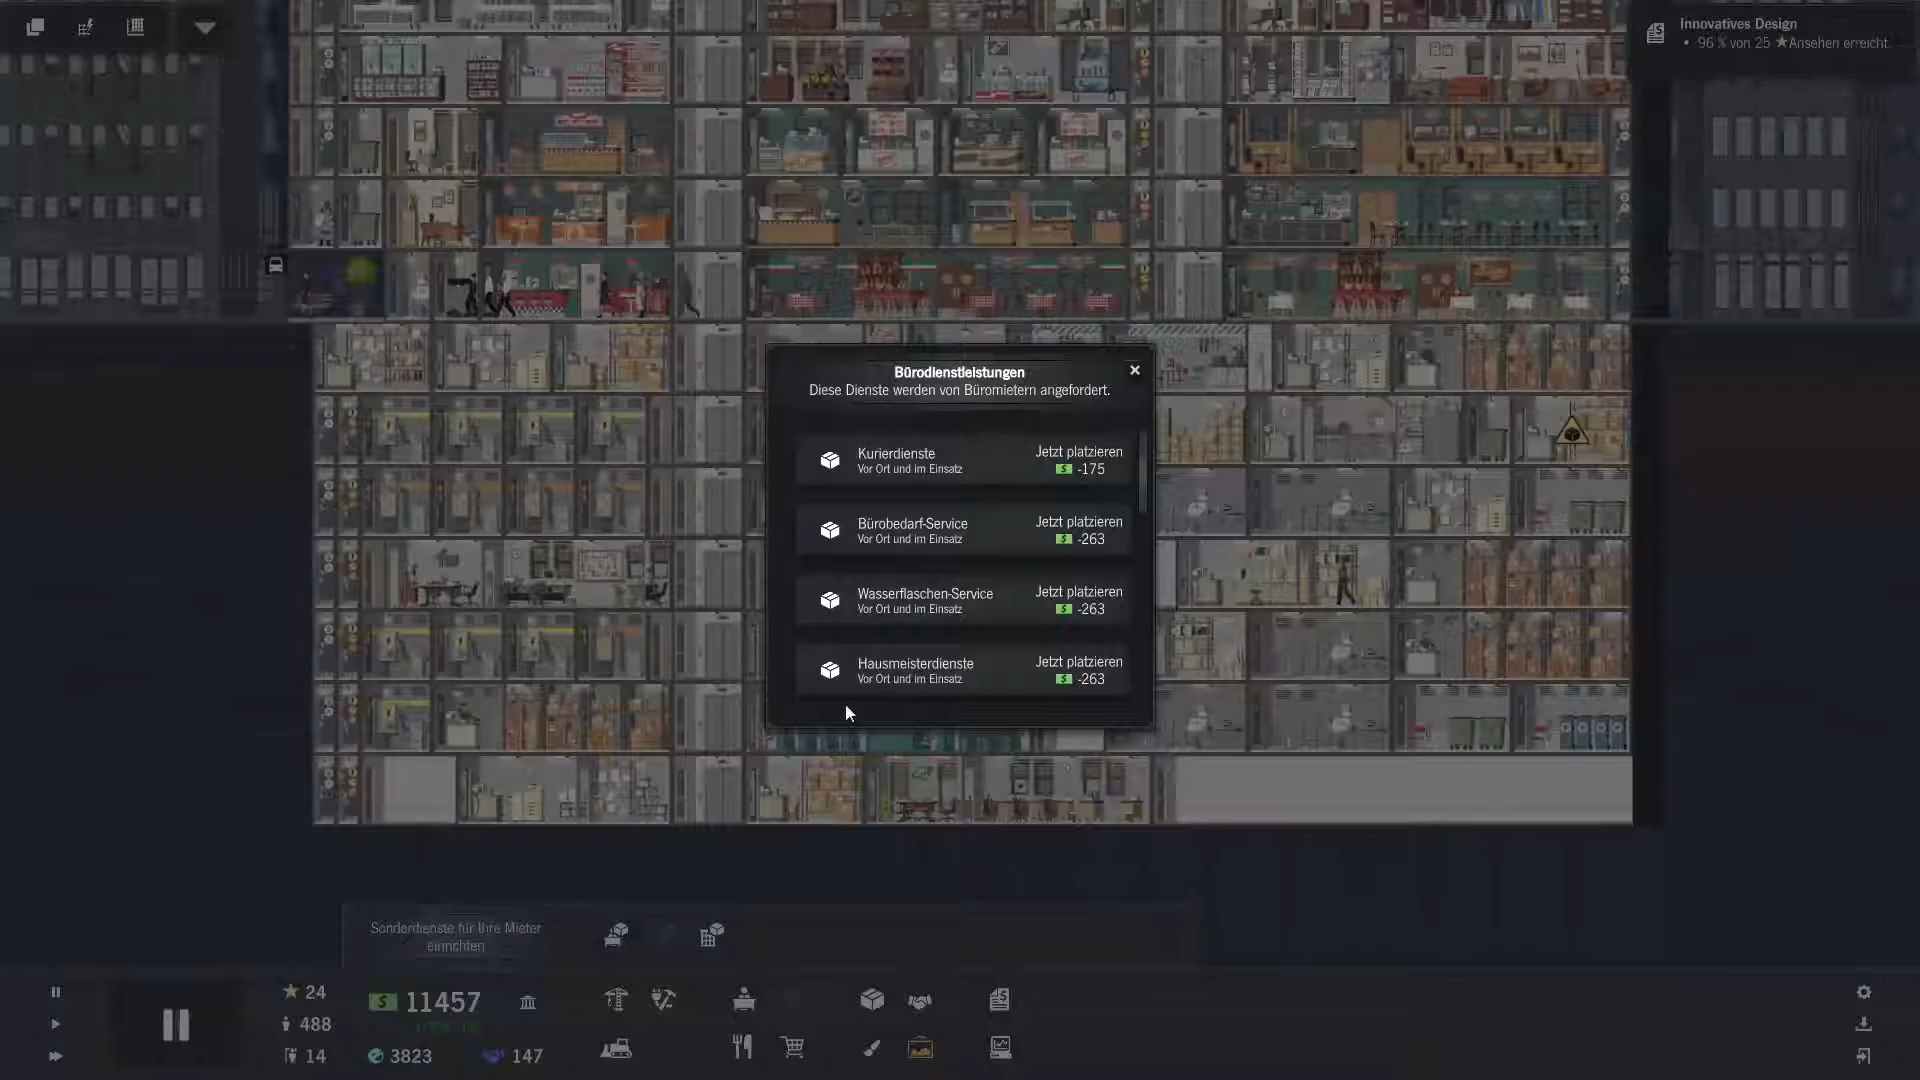 Innovatives Design
• 96 % von 25 ★Ansehen erreicht.
Bürodienstleistungen
Diese Dienste werden von Büromietern angefordert.
Kurierdienste
Vor Ort und im Einsatz
Jetzt platzieren
-175
Bürobedarf-Service
Vor Ort und im Einsatz
Jetzt platzieren
-263
Wasserflaschen-Service
Vor Ort und im Einsatz
Jetzt platzieren
-263
Hausmeisterdienste
Vor Ort und im Einsatz
Jetzt platzieren
-263
Sonderdienste für Ihre Mieter
einrichten
24
11457
488
14
3823
147